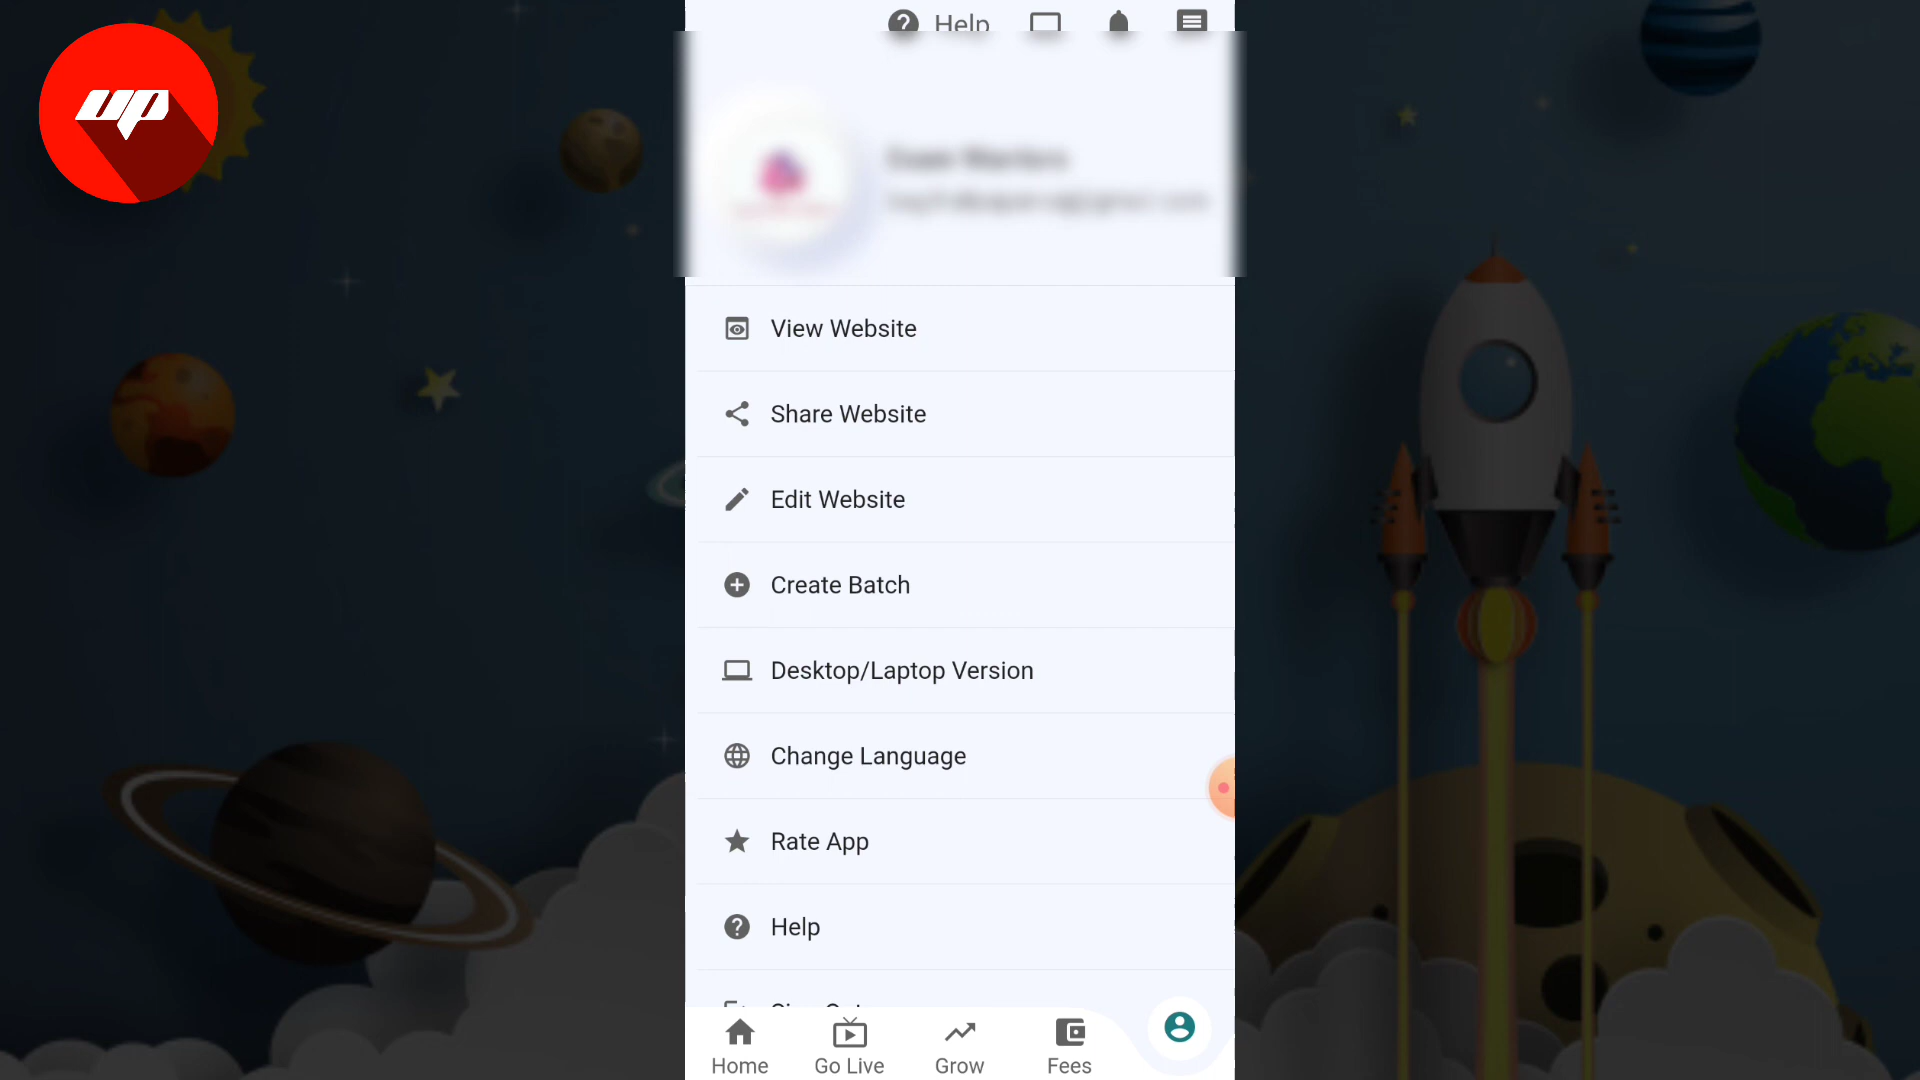 up
Help
View Website
Share Website
Edit Website
Create Batch
Desktop/Laptop Version
Change Language
Rate App
Help
Home
Go Live
Grow
Fees